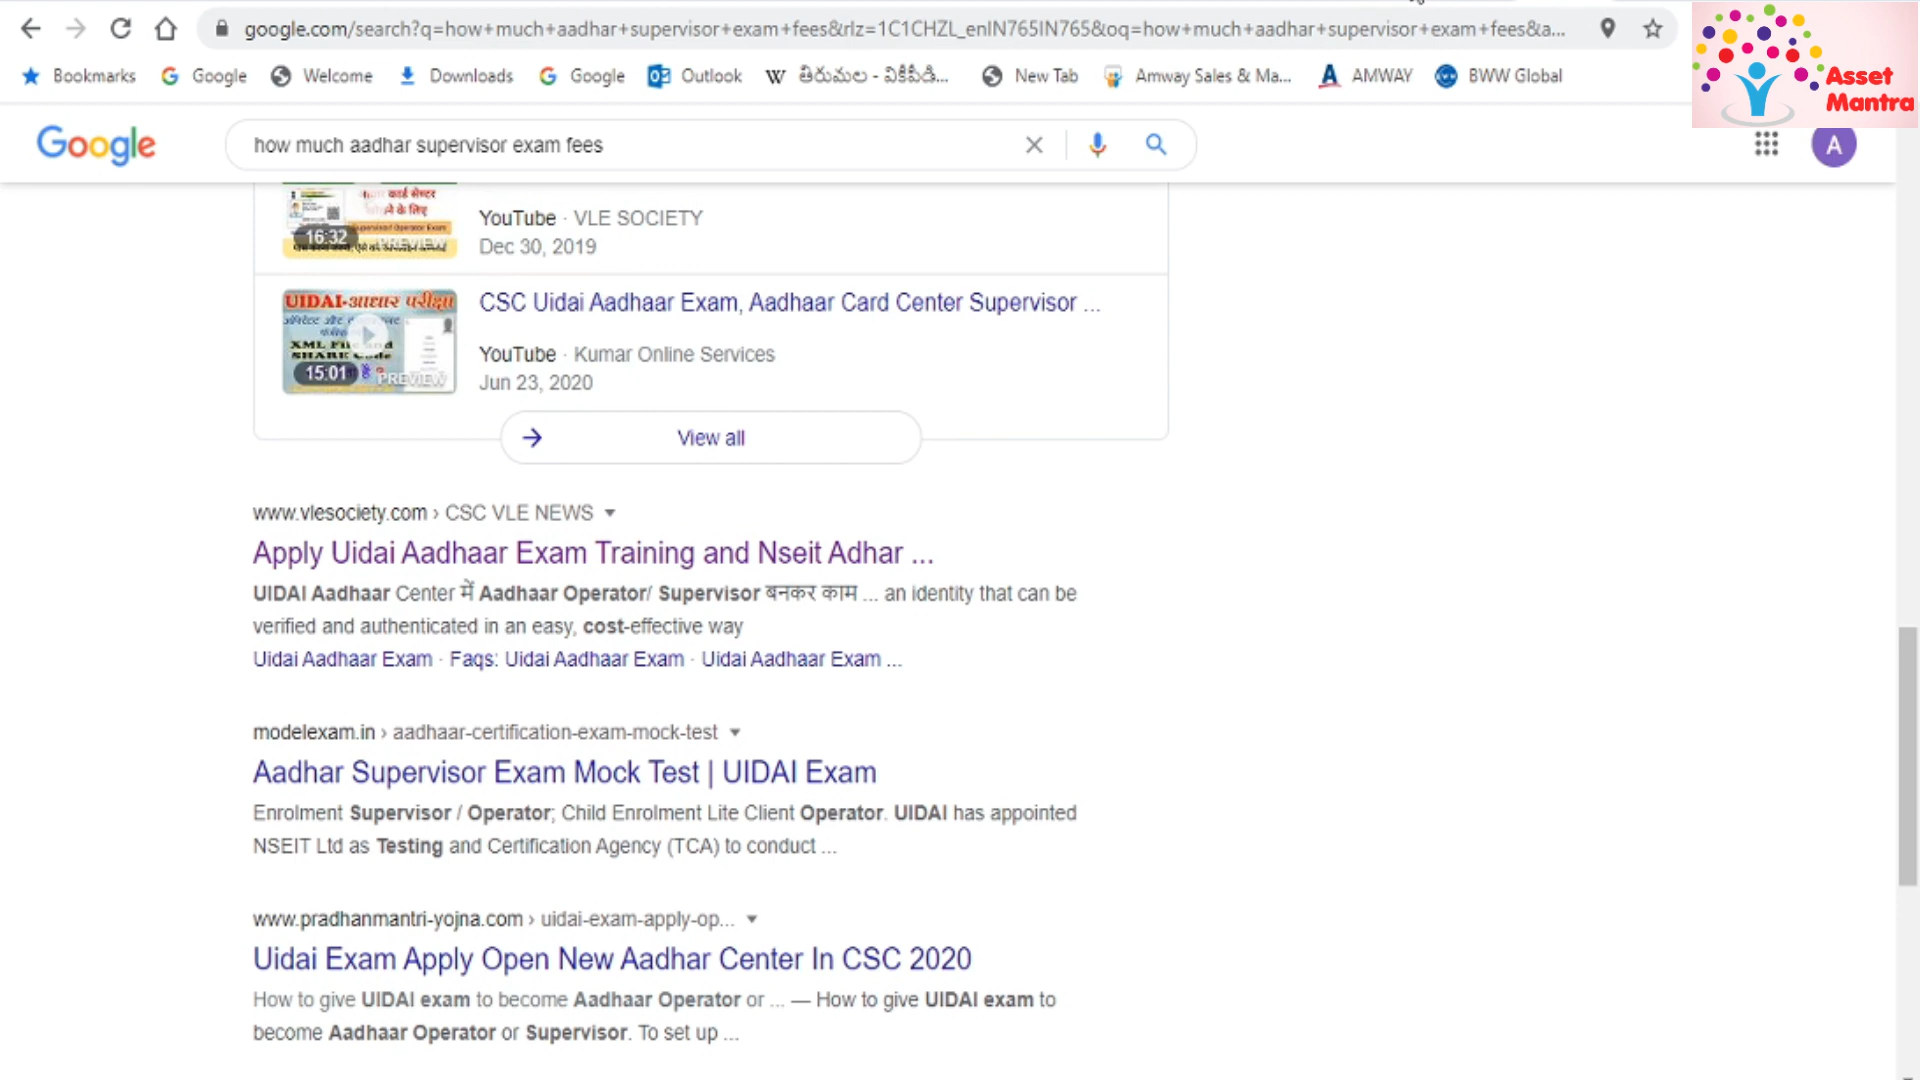 google.com/search?q=how+much+aadhar+supervisor+exam+fees&rlz=1C1CHZL_enIN765IN765&oq=how+much+aadhar+supervisor+exam+fees&a...
Bookmarks Google Welcome Downloads Google Outlook W తిరుమల - వికీపీడి... New Tab Amway Sales & Ma... AMWAY BWW Global
Asset
Mantra
Google how much aadhar supervisor exam fees A
कार्ड सेण्टर
के लिए
16:32
YouTube · VLE SOCIETY
Dec 30, 2019
UIDAI-आधार परीक्षा
XML File and
SHARE Code
15:01 PREVIEW
CSC Uidai Aadhaar Exam, Aadhaar Card Center Supervisor ...
YouTube · Kumar Online Services
Jun 23, 2020
View all
www.vlesociety.com › CSC VLE NEWS
Apply Uidai Aadhaar Exam Training and Nseit Adhar ...
UIDAI Aadhaar Center में Aadhaar Operator/ Supervisor बनकर काम ... an identity that can be
verified and authenticated in an easy, cost-effective way
Uidai Aadhaar Exam · Faqs: Uidai Aadhaar Exam · Uidai Aadhaar Exam ...
modelexam.in › aadhaar-certification-exam-mock-test
Aadhar Supervisor Exam Mock Test | UIDAI Exam
Enrolment Supervisor / Operator; Child Enrolment Lite Client Operator. UIDAI has appointed
NSEIT Ltd as Testing and Certification Agency (TCA) to conduct ...
www.pradhanmantri-yojna.com › uidai-exam-apply-op...
Uidai Exam Apply Open New Aadhar Center In CSC 2020
How to give UIDAI exam to become Aadhaar Operator or ... — How to give UIDAI exam to
become Aadhaar Operator or Supervisor. To set up ...